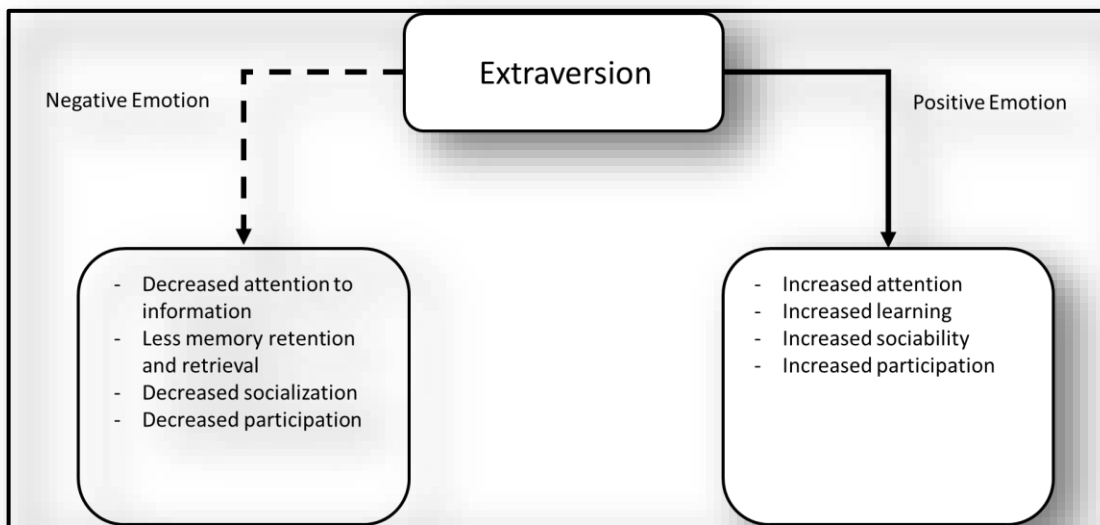 Extraversion
Negative Emotion
Positive Emotion
- Decreased attention to
information
- Less memory retention
and retrieval
- Decreased socialization
- Decreased participation
- Increased attention
- Increased learning
- Increased sociability
- Increased participation